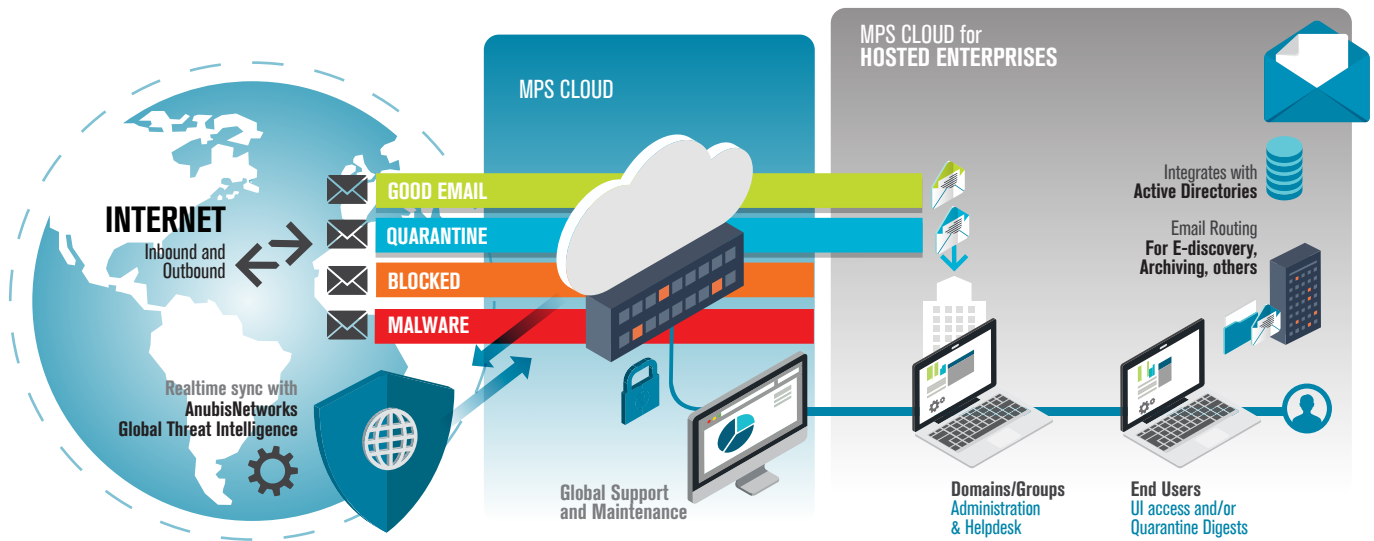 MPS CLOUD for
HOSTED ENTERPRISES
MPS CLOUD
GOOD EMAIL
QUARANTINE
BLOCKED
MALWARE
INTERNET
Inbound and
Outbound
Integrates with
Active Directories
Email Routing
For E-discovery,
Archiving, others
Realtime sync with
AnubisNetworks
Global Threat Intelligence
Global Support
and Maintenance
Domains/Groups
Administration
& Helpdesk
End Users
UI access and/or
Quarantine Digests